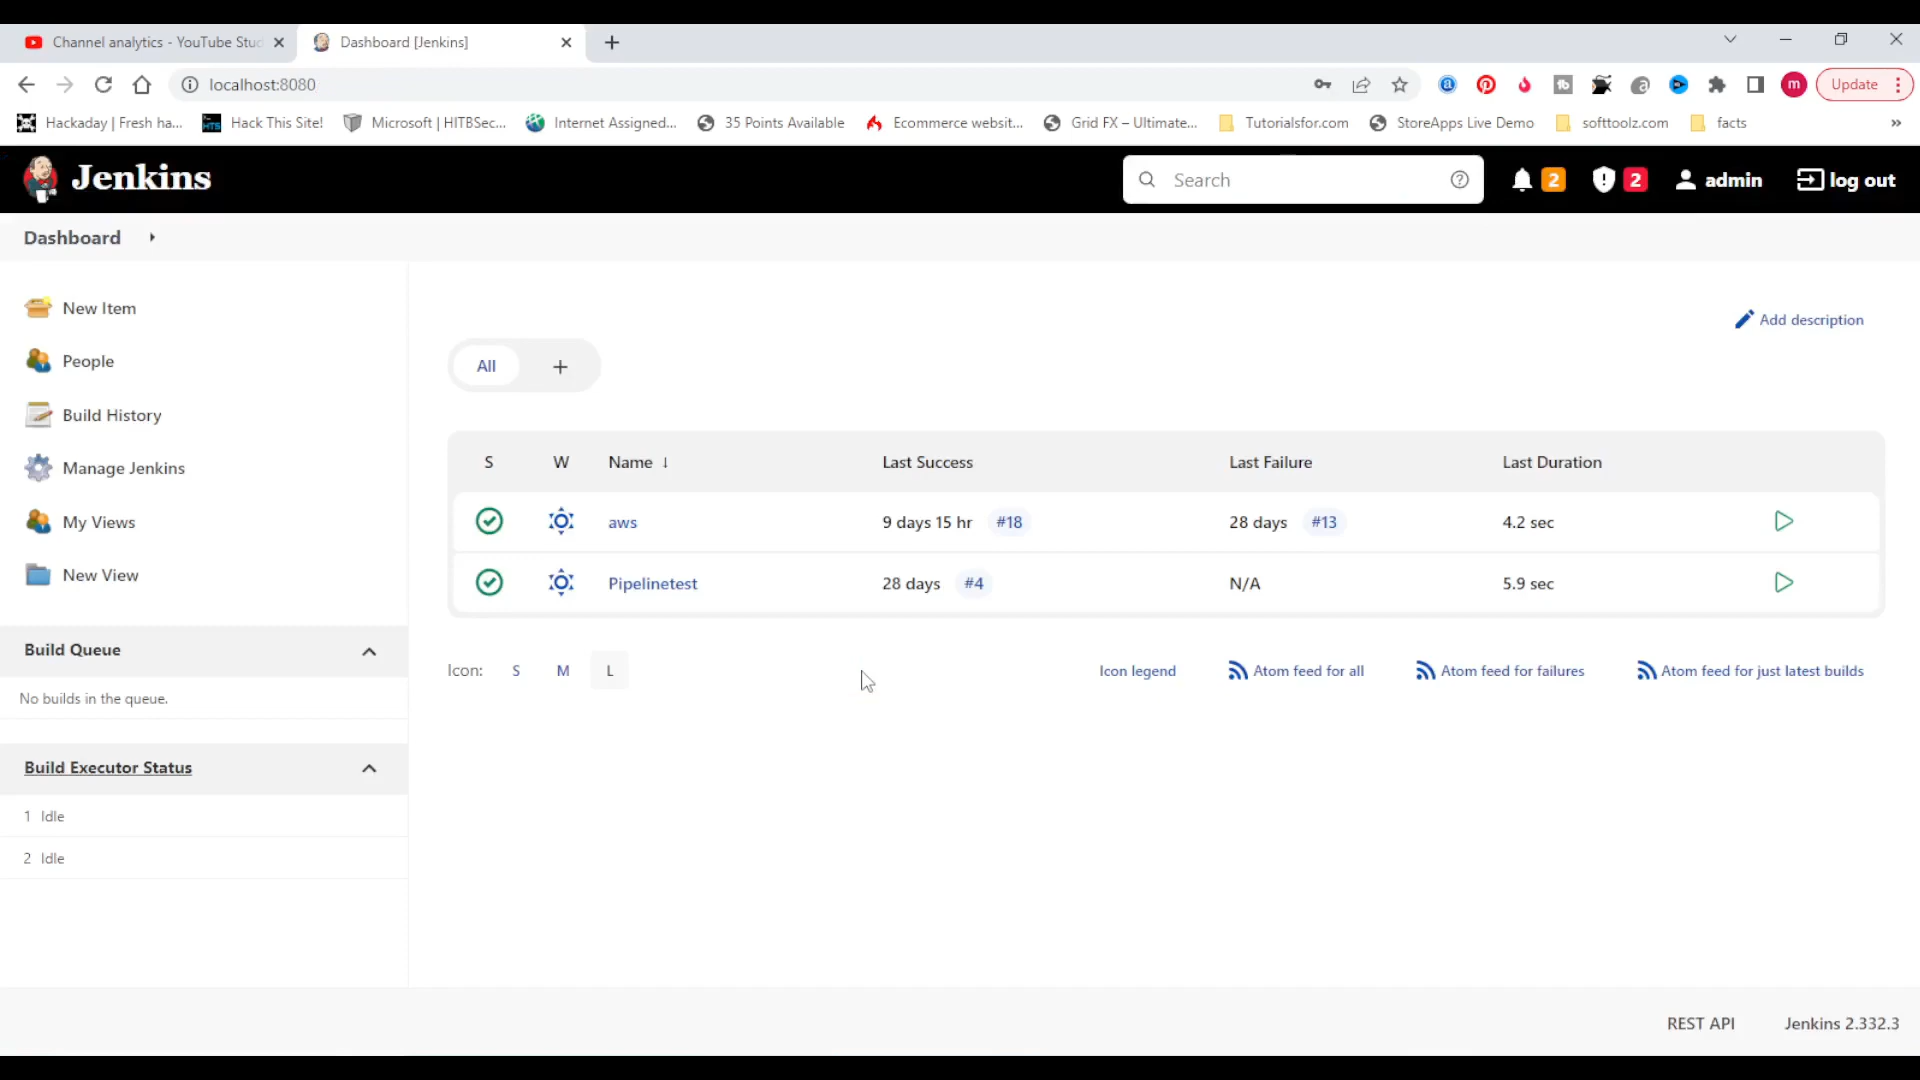 Channel analytics - YouTube Stud
Dashboard [Jenkins]
localhost:8080
m
Update
Hackaday | Fresh ha...
Hack This Site!
Microsoft | HITBSec...
Internet Assigned...
35 Points Available
Ecommerce websit...
Grid FX – Ultimate...
Tutorialsfor.com
StoreApps Live Demo
softtoolz.com
facts
»
Jenkins
Search
2
2
admin
log out
Dashboard
New Item
People
Build History
Manage Jenkins
My Views
New View
Build Queue
No builds in the queue.
Build Executor Status
1 Idle
2 Idle
Add description
All +
S W Name ↓ Last Success Last Failure Last Duration
aws 9 days 15 hr #18 28 days #13 4.2 sec
Pipelinetest 28 days #4 N/A 5.9 sec
Icon: S M L
Icon legend
Atom feed for all
Atom feed for failures
Atom feed for just latest builds
REST API
Jenkins 2.332.3